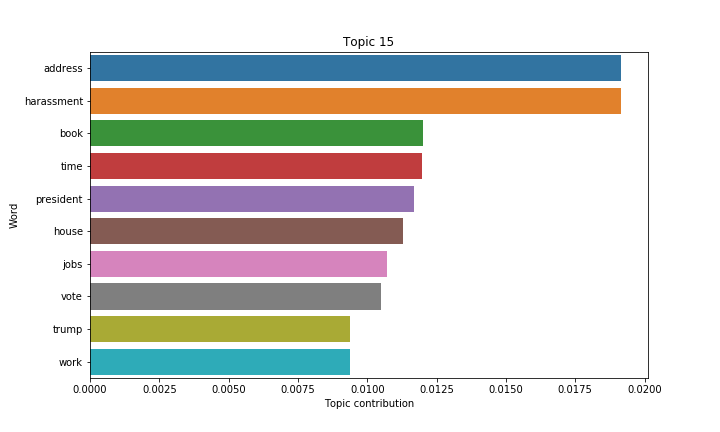 Topic 15
address
harassment
book
time
president
house
jobs
vote
trump
work
Word
0.0000 0.0025 0.0050 0.0075 0.0100 0.0125 0.0150 0.0175 0.0200
Topic contribution